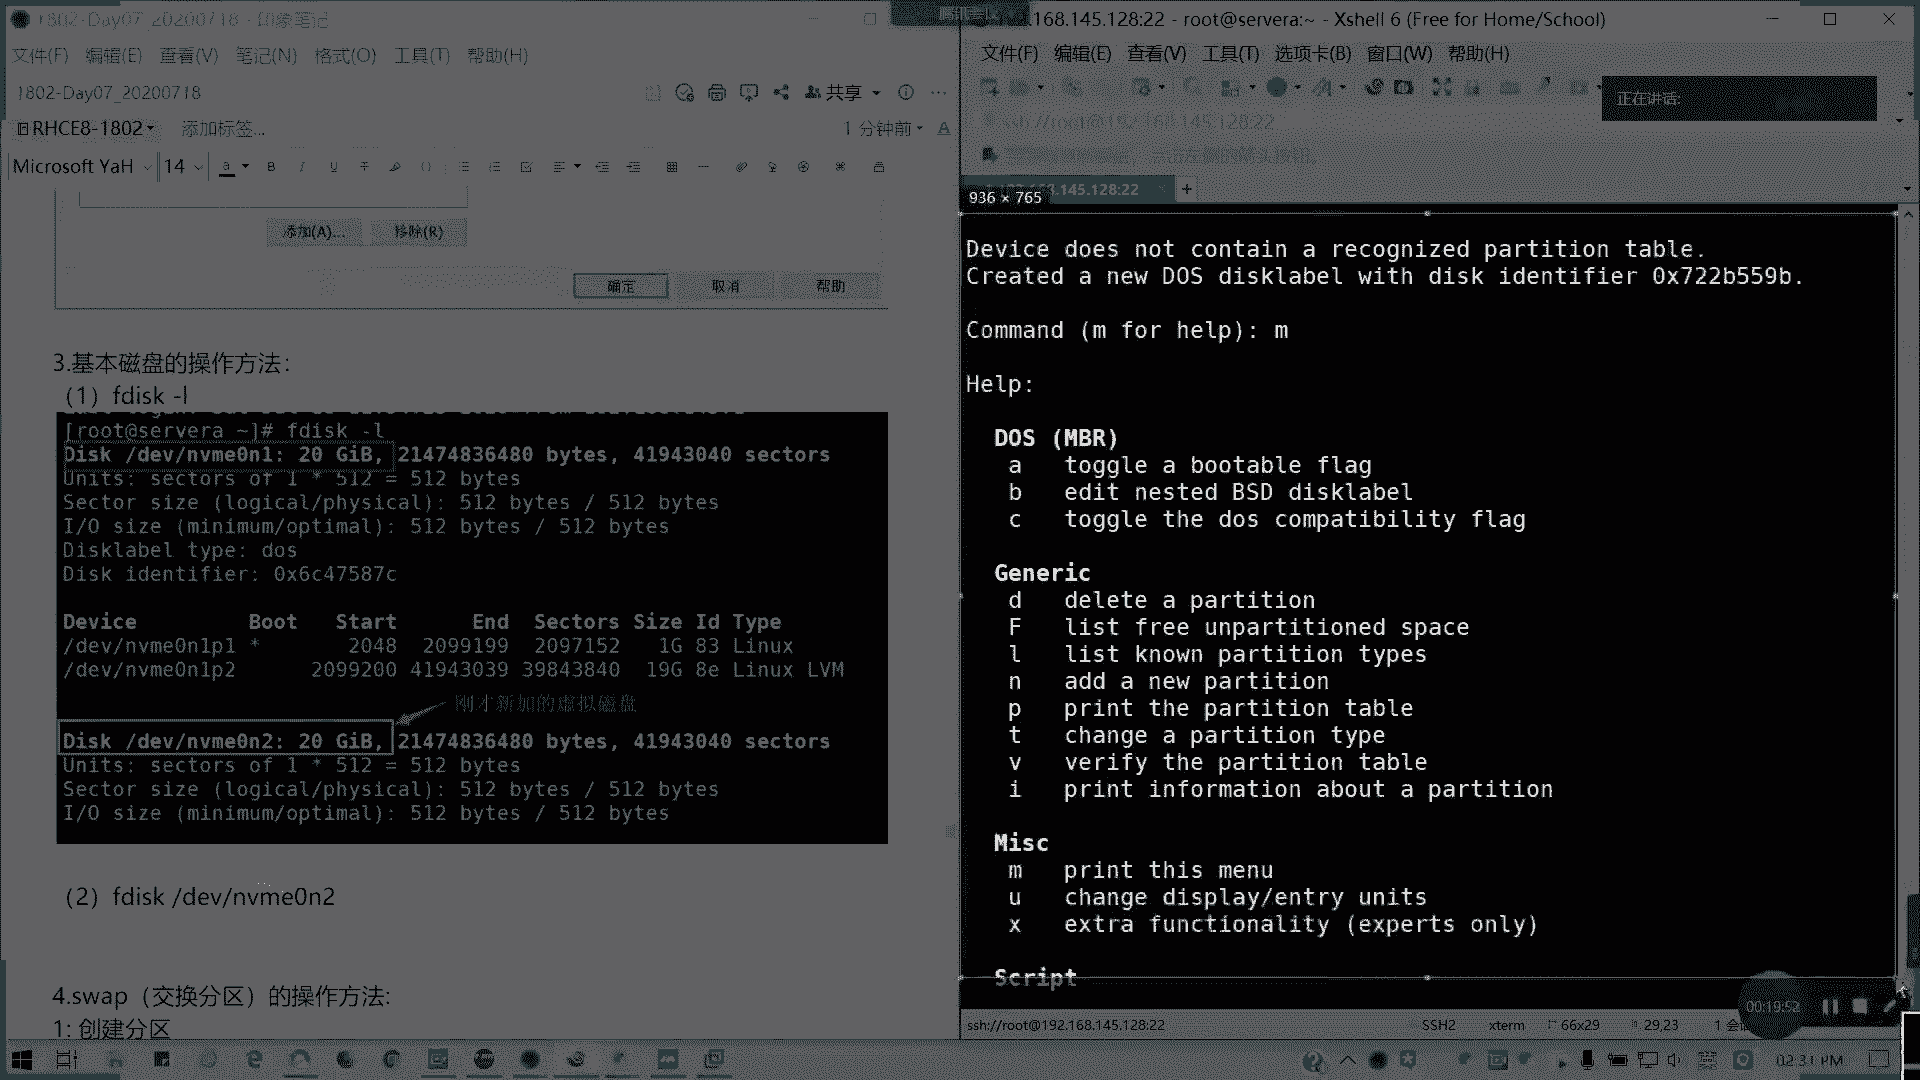 1802-Day07_20200718 - 印象笔记
文件(F) 编辑(E) 查看(V) 笔记(N) 格式(O) 工具(T) 帮助(H)
1802-Day07_20200718
共享
RHCE8-1802
添加标签...
1 分钟前
Microsoft YaH
14
添加(A)...
移除(R)
确定
取消
帮助
3.基本磁盘的操作方法：
（1）fdisk -l
[root@servera ~]# fdisk -l
Disk /dev/nvme0n1: 20 GiB, 21474836480 bytes, 41943040 sectors
Units: sectors of 1 * 512 = 512 bytes
Sector size (logical/physical): 512 bytes / 512 bytes
I/O size (minimum/optimal): 512 bytes / 512 bytes
Disklabel type: dos
Disk identifier: 0x6c47587c
Device Boot Start End Sectors Size Id Type
/dev/nvme0n1p1 * 2048 2099199 2097152 1G 83 Linux
/dev/nvme0n1p2 2099200 41943039 39843840 19G 8e Linux LVM
刚才新加的虚拟磁盘
Disk /dev/nvme0n2: 20 GiB, 21474836480 bytes, 41943040 sectors
Units: sectors of 1 * 512 = 512 bytes
Sector size (logical/physical): 512 bytes / 512 bytes
I/O size (minimum/optimal): 512 bytes / 512 bytes
（2）fdisk /dev/nvme0n2
4.swap（交换分区）的操作方法:
1: 创建分区
168.145.128:22 - root@servera:~ - Xshell 6 (Free for Home/School)
文件(F) 编辑(E) 查看(V) 工具(T) 选项卡(B) 窗口(W) 帮助(H)
正在讲话:
ssh://root@192.168.145.128:22
.145.128:22
936 × 765
Device does not contain a recognized partition table.
Created a new DOS disklabel with disk identifier 0x722b559b.
Command (m for help): m
Help:
DOS (MBR)
a toggle a bootable flag
b edit nested BSD disklabel
c toggle the dos compatibility flag
Generic
d delete a partition
F list free unpartitioned space
l list known partition types
n add a new partition
p print the partition table
t change a partition type
v verify the partition table
i print information about a partition
Misc
m print this menu
u change display/entry units
x extra functionality (experts only)
Script
00:19:52
ssh://root@192.168.145.128:22
SSH2
xterm
66x29
29,23
1
02:31 PM